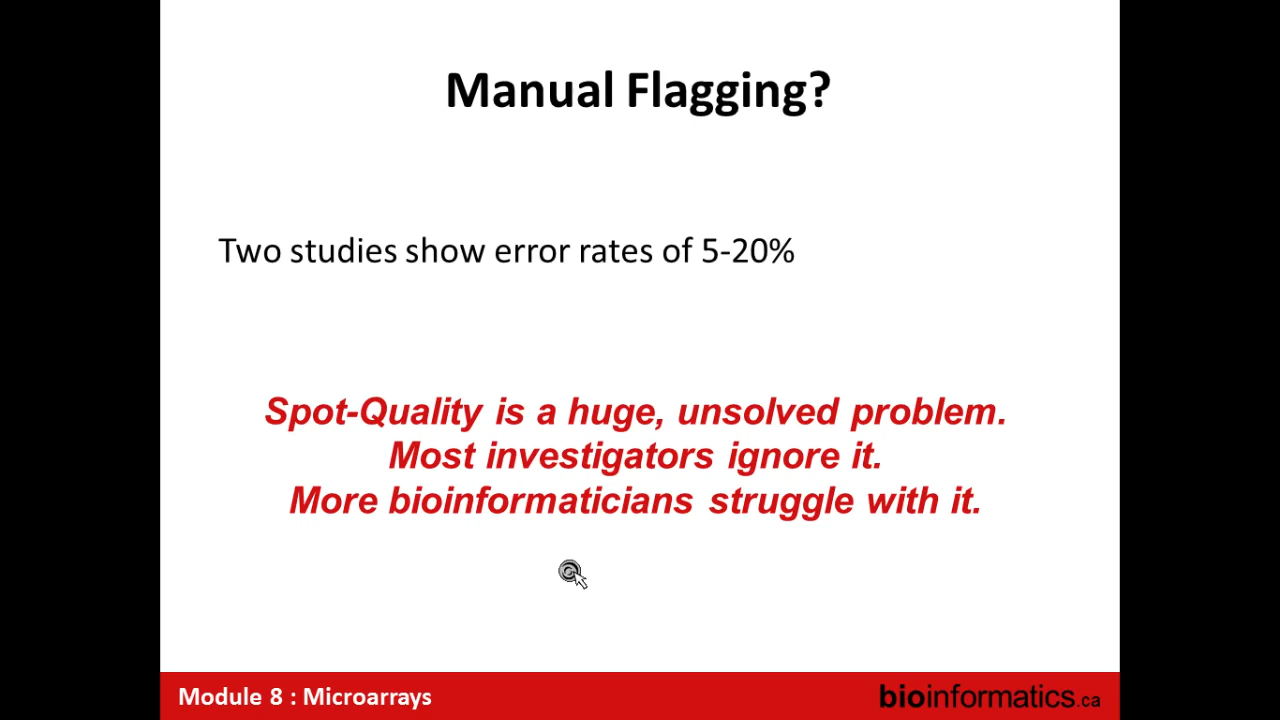 Manual Flagging?
Two studies show error rates of 5-20%
Spot-Quality is a huge, unsolved problem.
Most investigators ignore it.
More bioinformaticians struggle with it.
Module 8 : Microarrays
bioinformatics.ca